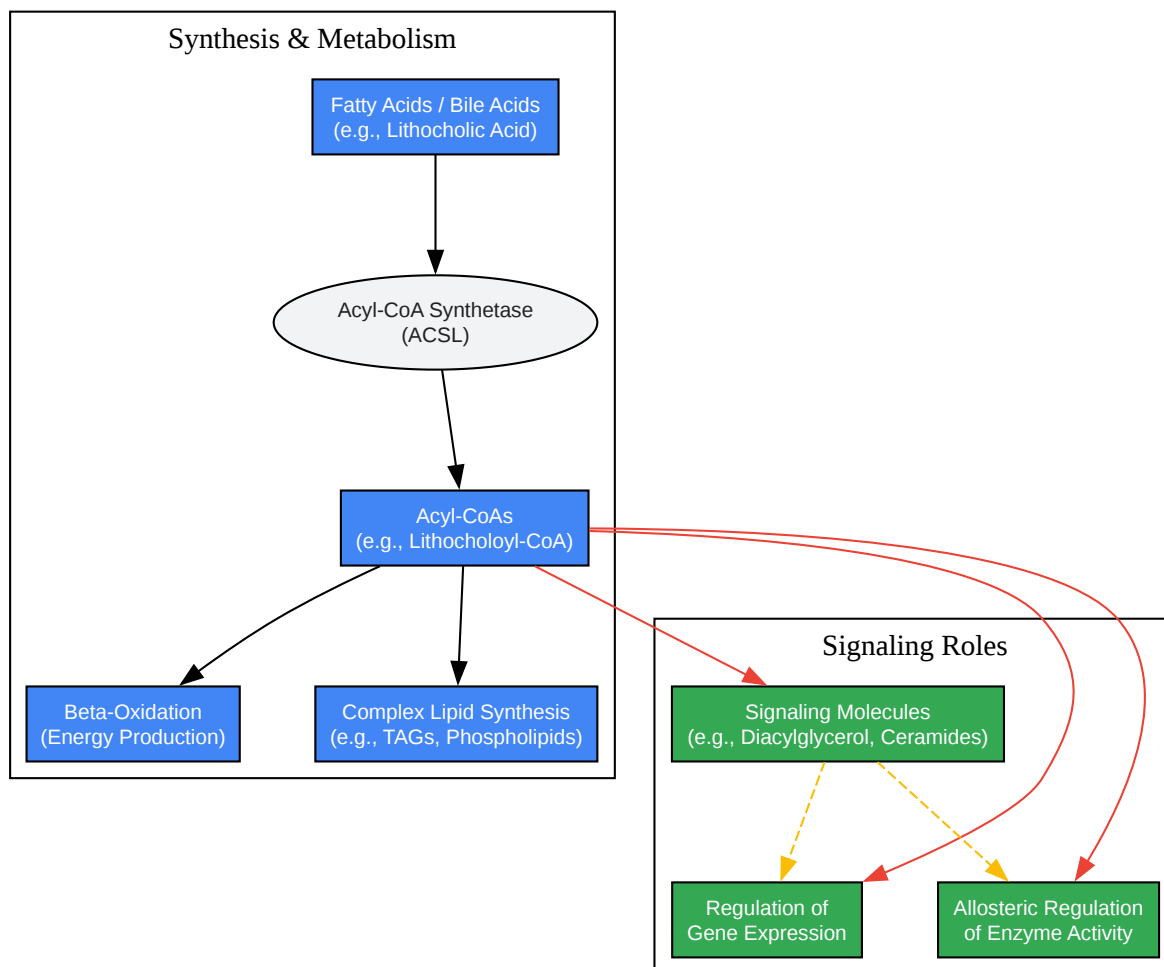 Synthesis & Metabolism
Fatty Acids / Bile Acids
(e.g., Lithocholic Acid)
Acyl-CoA Synthetase
(ACSL)
Acyl-CoAs
(e.g., Lithocholoyl-CoA)
Beta-Oxidation
(Energy Production)
Complex Lipid Synthesis
(e.g., TAGs, Phospholipids)
Signaling Roles
Signaling Molecules
(e.g., Diacylglycerol, Ceramides)
Regulation of
Gene Expression
Allosteric Regulation
of Enzyme Activity